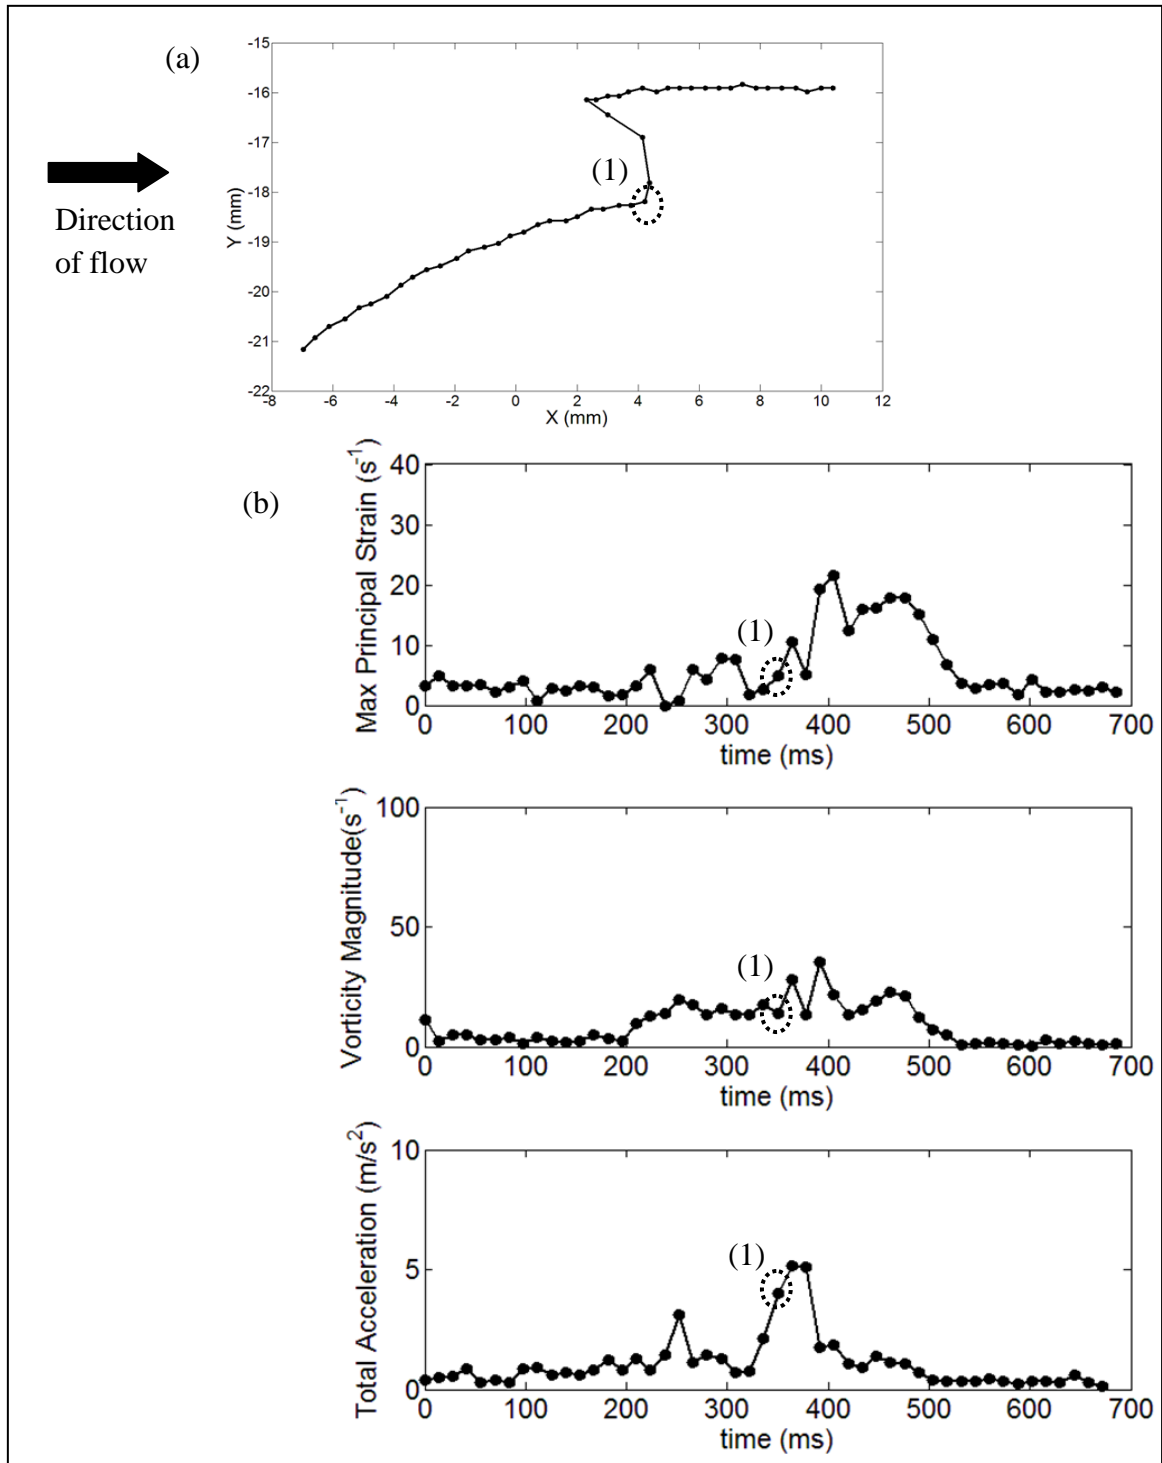 (a)
-15
-16
-17
(1)
-18
Direction
of flow
Y (mm)
-19
-20
-21
-22
-8 -6 -4 -2 0 2 4 6 8 10 12
X (mm)
(b)
Max Principal Strain (s⁻¹)
40
30
20
(1)
10
0
0 100 200 300 400 500 600 700
time (ms)
Vorticity Magnitude(s⁻¹)
100
50
(1)
0
0 100 200 300 400 500 600 700
time (ms)
Total Acceleration (m/s²)
10
(1)
5
0
0 100 200 300 400 500 600 700
time (ms)